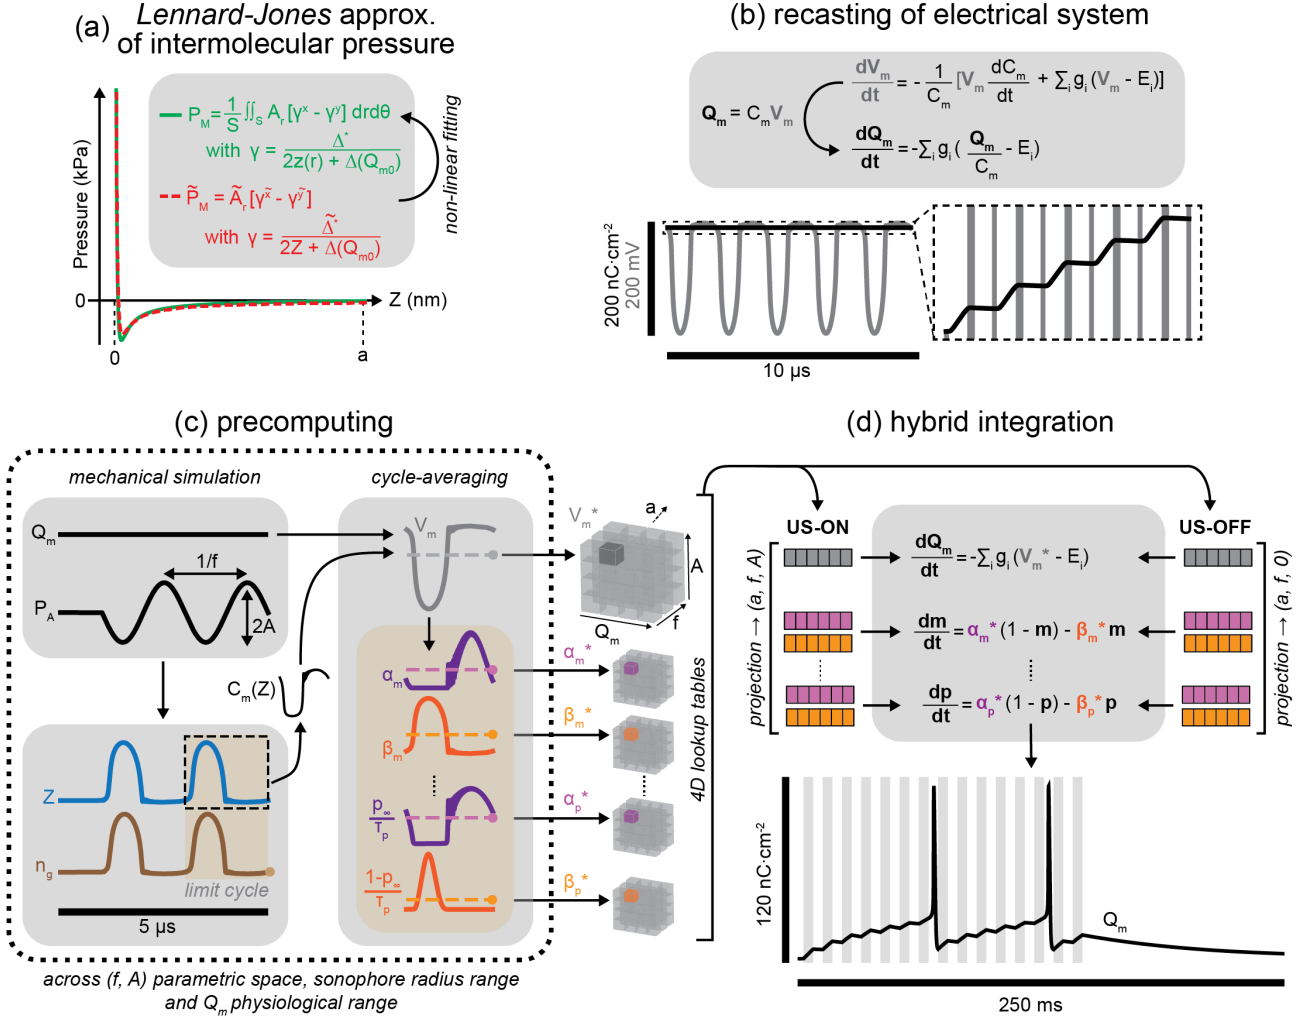 (a) Lennard-Jones approx.
of intermolecular pressure
Pressure (kPa)
P_M = 1/S ∬_S A_r [γ^x - γ^y] drdθ
with γ = Δ^* / (2z(r) + Δ(Q_m0))
P̃_M = Ã_r [γ^x̃ - γ^ỹ]
with γ = Δ̃^* / (2Z + Δ(Q_m0))
non-linear fitting
0
Z (nm)
0
a
(b) recasting of electrical system
Q_m = C_m V_m
dV_m/dt = - 1/C_m [V_m dC_m/dt + Σ_i g_i (V_m - E_i)]
dQ_m/dt = -Σ_i g_i ( Q_m/C_m - E_i)
200 nC·cm^-2
200 mV
10 µs
(c) precomputing
mechanical simulation
Q_m
1/f
P_A
2A
C_m(Z)
Z
n_g
limit cycle
5 µs
cycle-averaging
V_m
α_m
β_m
p_∞/τ_p
1-p_∞/τ_p
V_m^*
a
A
f
Q_m
α_m^*
β_m^*
α_p^*
β_p^*
4D lookup tables
across (f, A) parametric space, sonophore radius range
and Q_m physiological range
(d) hybrid integration
US-ON
US-OFF
projection → (a, f, A)
dQ_m/dt = -Σ_i g_i (V_m^* - E_i)
dm/dt = α_m^* (1 - m) - β_m^* m
dp/dt = α_p^* (1 - p) - β_p^* p
projection → (a, f, 0)
120 nC·cm^-2
Q_m
250 ms